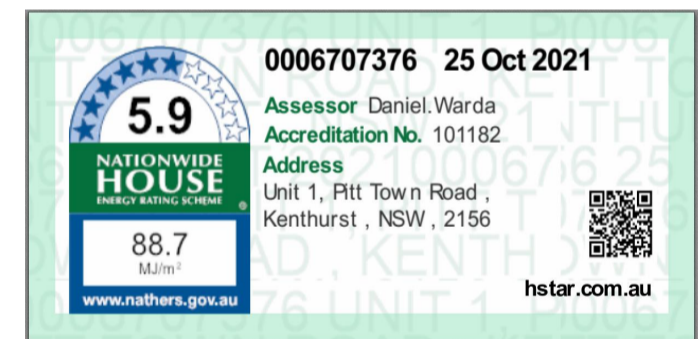 0006707376 25 Oct 2021
5.9
Assessor Daniel.Warda
Accreditation No. 101182
NATIONWIDE
HOUSE
ENERGY RATING SCHEME
®
Address
Unit 1, Pitt Town Road ,
Kenthurst , NSW , 2156
88.7
MJ/m²
hstar.com.au
www.nathers.gov.au